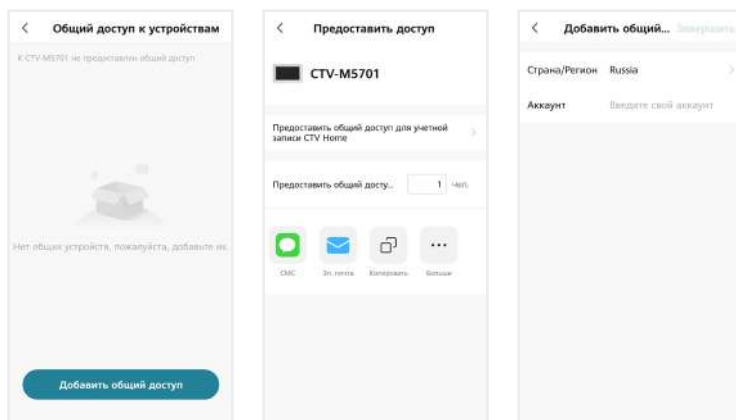 Общий доступ к устройствам
К CTV-M5701 не предоставлен общий доступ
Нет общих устройств, пожалуйста, добавьте их.
Добавить общий доступ
Предоставить доступ
CTV-M5701
Предоставить общий доступ для учетной
записи CTV Home
Предоставить общий досту...
1 Чел.
СМС
Эл. почта
Копировать
Больше
Добавить общий... Завершить
Страна/Регион Russia
Аккаунт Введите свой аккаунт